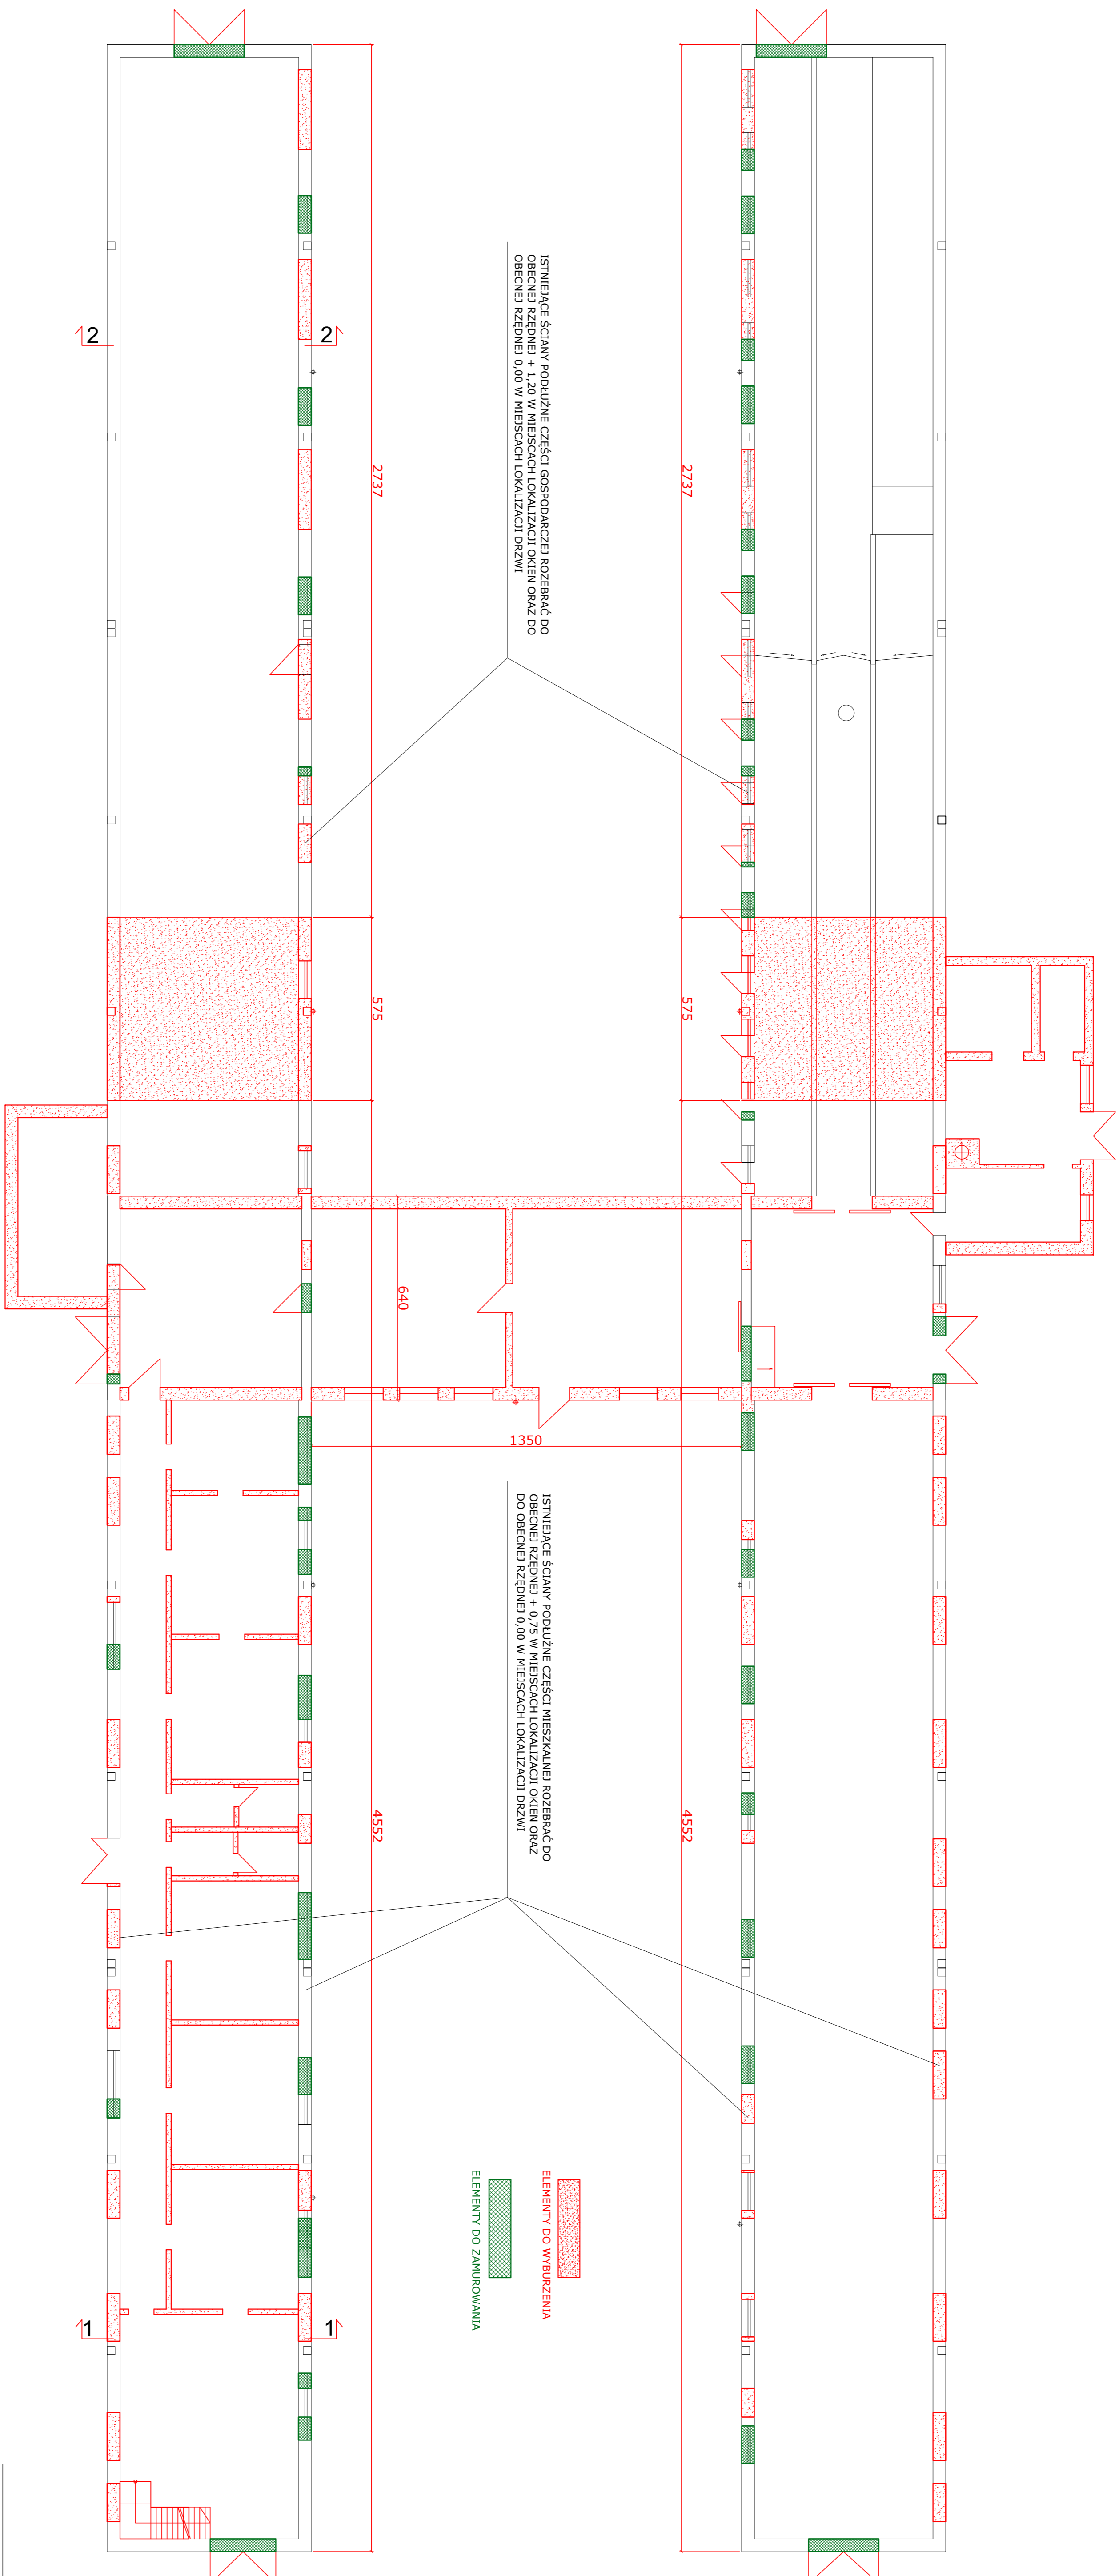 2
2
ISTNIEJĄCE ŚCIANY PODŁUŻNE CZĘŚCI GOSPODARCZEJ ROZEBRAĆ DO
OBECNEJ RZĘDNEJ + 1,20 W MIEJSCACH LOKALIZACJI OKIEN ORAZ DO
OBECNEJ RZĘDNEJ 0,00 W MIEJSCACH LOKALIZACJI DRZWI
2737
2737
575
575
640
1350
ISTNIEJĄCE ŚCIANY PODŁUŻNE CZĘŚCI MIESZKALNEJ ROZEBRAĆ DO
OBECNEJ RZĘDNEJ + 0,75 W MIEJSCACH LOKALIZACJI OKIEN ORAZ
DO OBECNEJ RZĘDNEJ 0,00 W MIEJSCACH LOKALIZACJI DRZWI
4552
4552
ELEMENTY DO WYBURZENIA
ELEMENTY DO ZAMUROWANIA
1
1